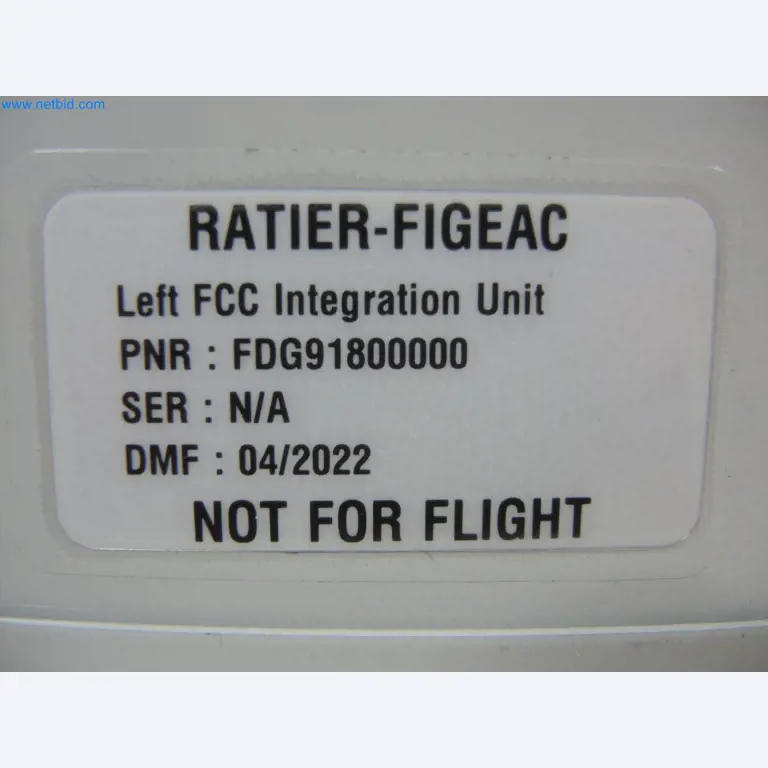 www.netbid.com
RATIER-FIGEAC
Left FCC Integration Unit
PNR : FDG91800000
SER : N/A
DMF : 04/2022
NOT FOR FLIGHT